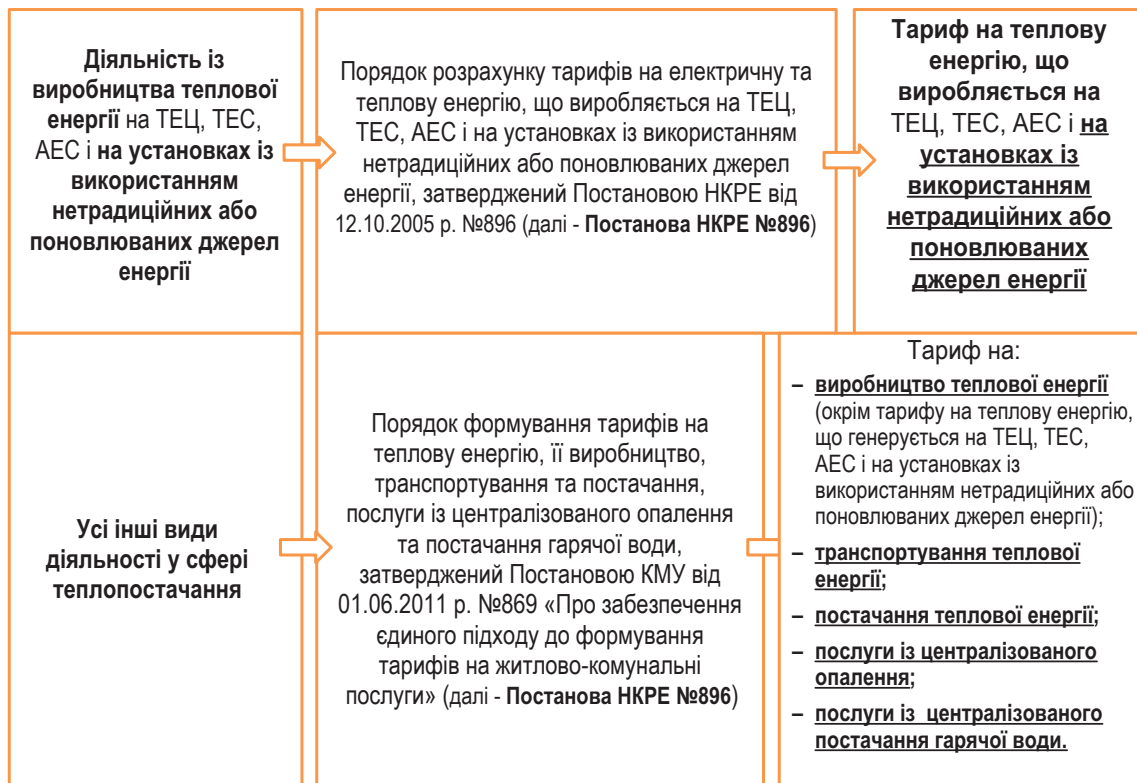 Діяльність із
виробництва теплової
енергії на ТЕЦ, ТЕС,
АЕС і на установках із
використанням
нетрадиційних або
поновлюваних джерел
енергії
Порядок розрахунку тарифів на електричну та
теплову енергію, що виробляється на ТЕЦ,
ТЕС, АЕС і на установках із використанням
нетрадиційних або поновлюваних джерел
енергії, затверджений Постановою НКРЕ від
12.10.2005 р. №896 (далі - Постанова НКРЕ №896)
Тариф на теплову
енергію, що
виробляється на
ТЕЦ, ТЕС, АЕС і на
установках із
використанням
нетрадиційних або
поновлюваних
джерел енергії
Усі інші види
діяльності у сфері
теплопостачання
Порядок формування тарифів на
теплову енергію, її виробництво,
транспортування та постачання,
послуги із централізованого опалення
та постачання гарячої води,
затверджений Постановою КМУ від
01.06.2011 р. №869 «Про забезпечення
єдиного підходу до формування
тарифів на житлово-комунальні
послуги» (далі - Постанова НКРЕ №896)
Тариф на:
– виробництво теплової енергії
(окрім тарифу на теплову енергію,
що генерується на ТЕЦ, ТЕС,
АЕС і на установках із
використанням нетрадиційних або
поновлюваних джерел енергії);
– транспортування теплової
енергії;
– постачання теплової енергії;
– послуги із централізованого
опалення;
– послуги із централізованого
постачання гарячої води.